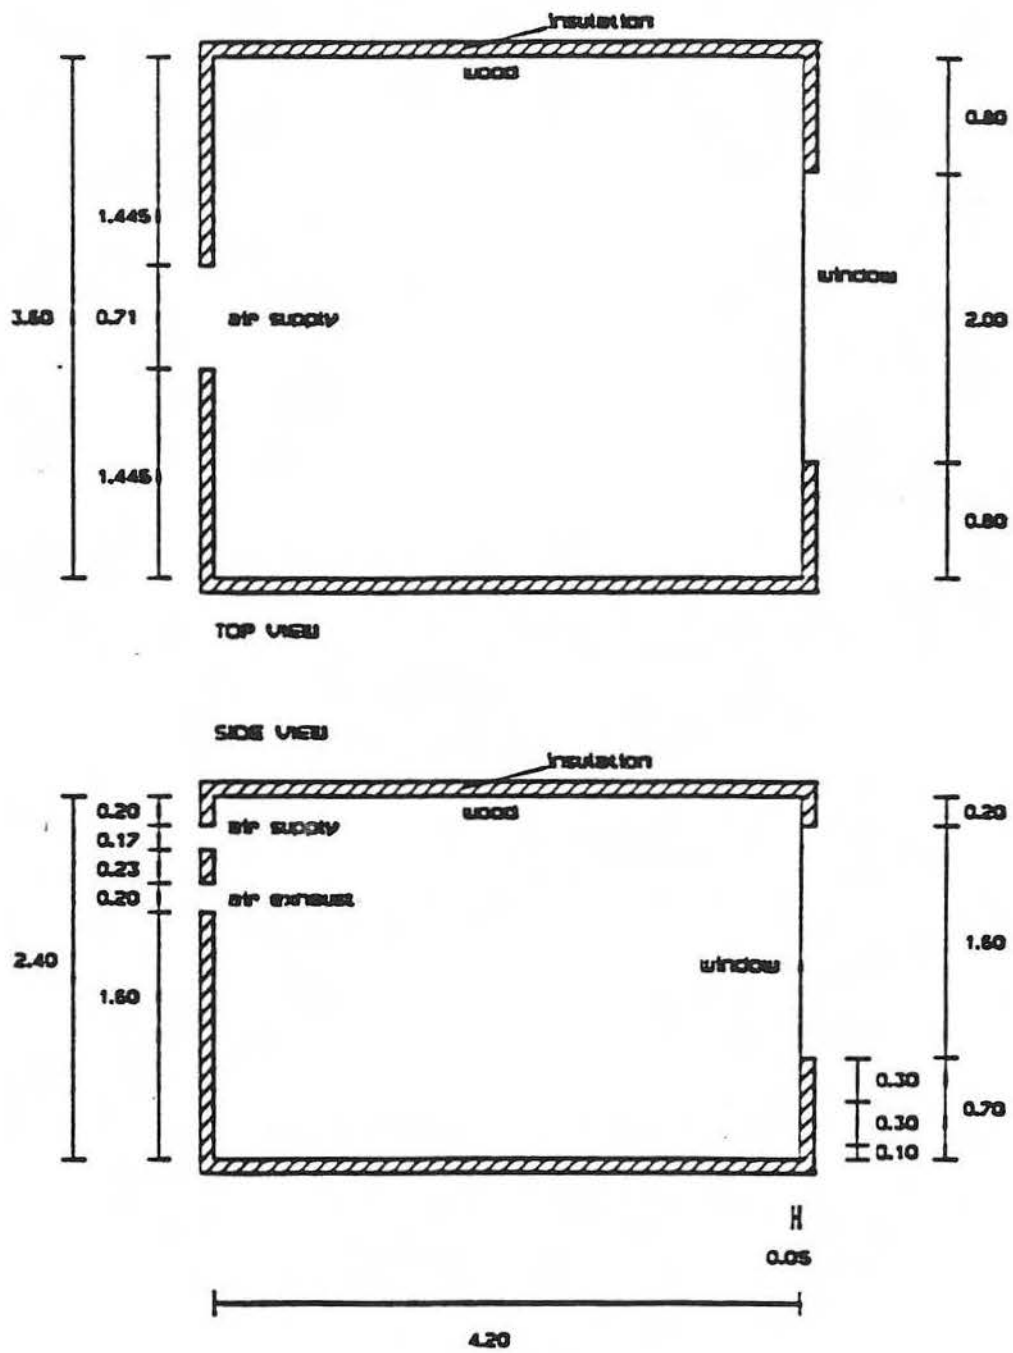 insulation
wood
0.80
1.445
window
3.60
0.71
air supply
2.00
1.445
0.80
TOP VIEW
SIDE VIEW
insulation
0.20
wood
0.20
air supply
0.17
0.23
0.20
air exhaust
2.40
1.50
window
1.60
0.30
0.70
0.30
0.10
H
0.05
4.20